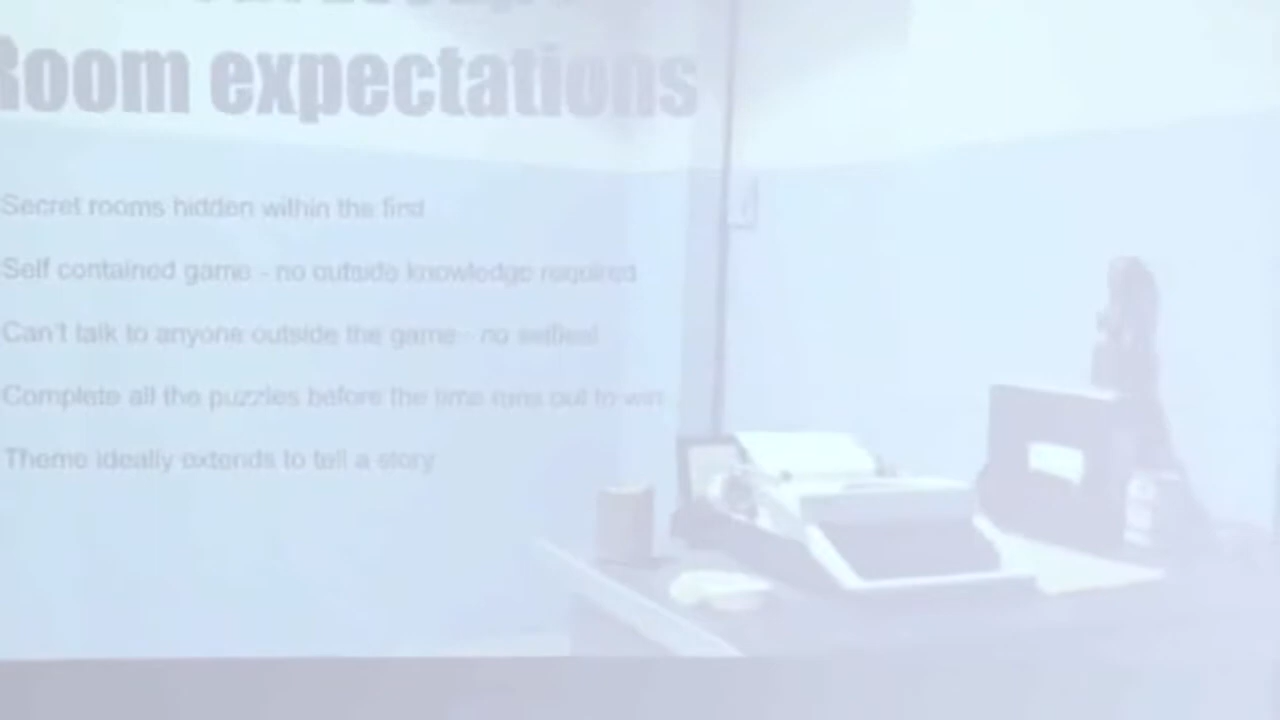 Room expectations
Secret rooms hidden within the first
Self contained game - no outside knowledge required
Can't talk to anyone outside the game - no
Complete all the puzzles before the time runs out to win
Theme ideally extends to tell a story